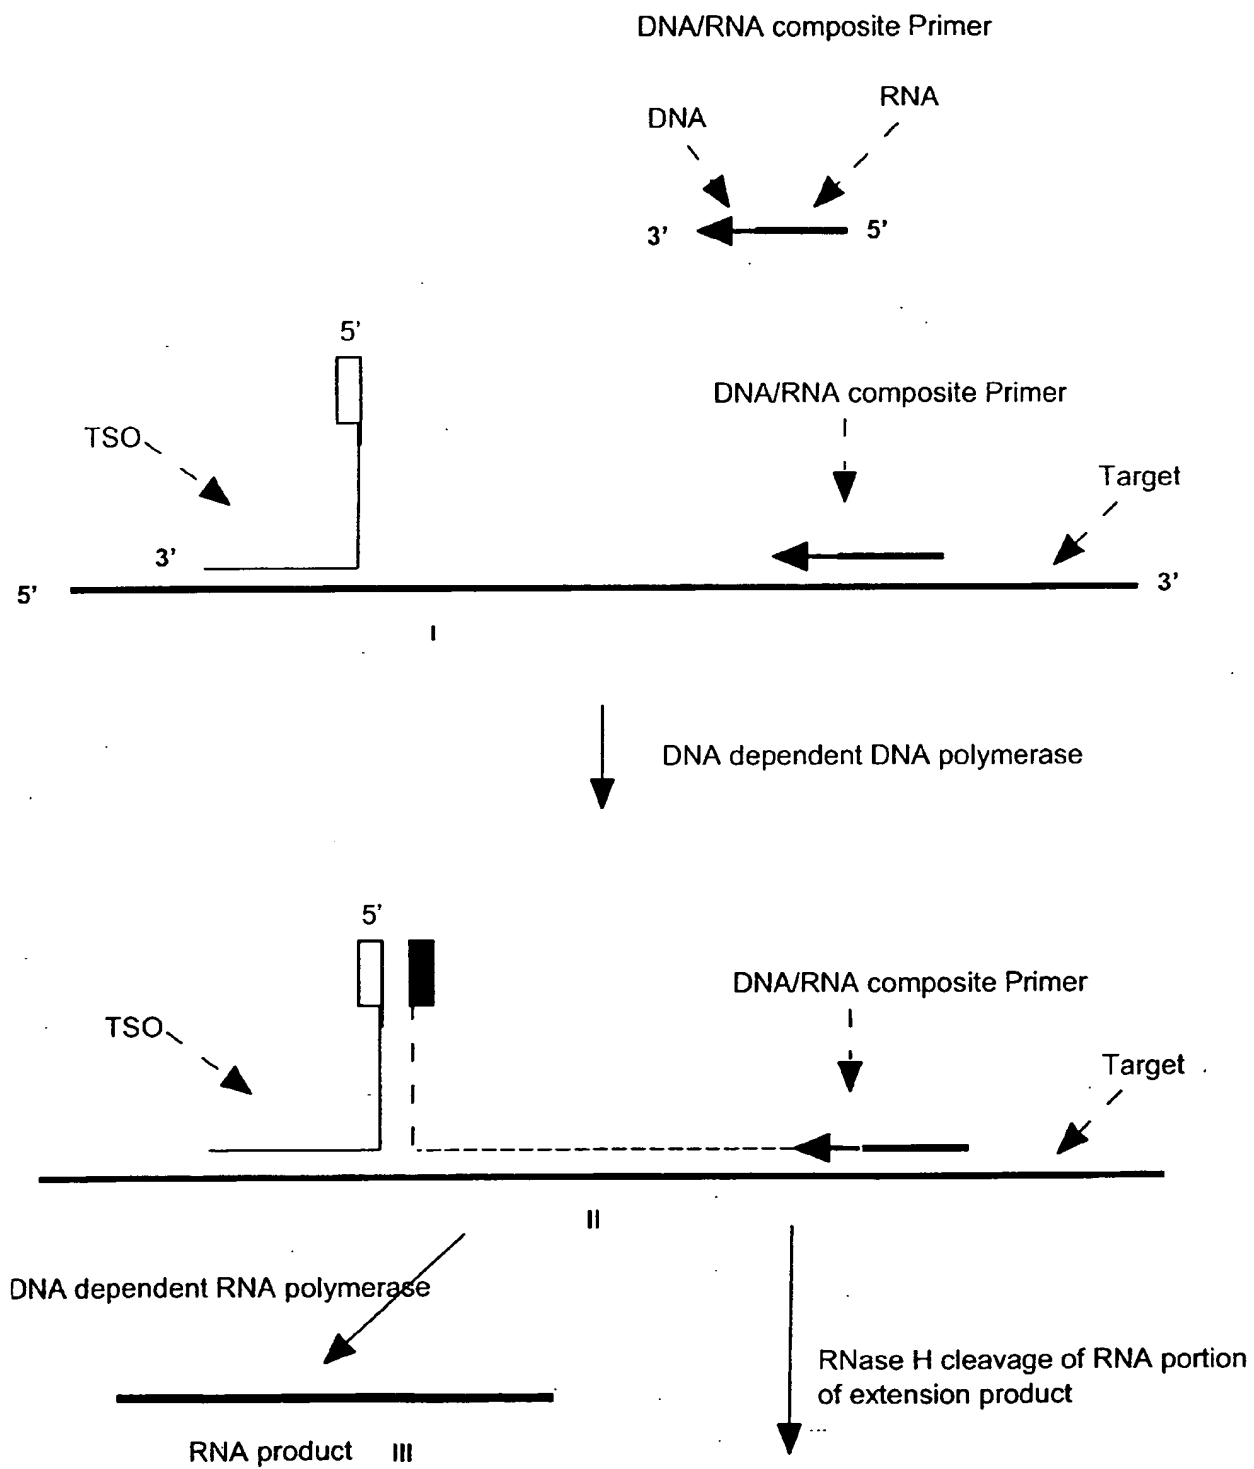 DNA/RNA composite Primer
DNA
RNA
3'
5'
5'
TSO
DNA/RNA composite Primer
Target
3'
5'
3'
I
DNA dependent DNA polymerase
5'
TSO
DNA/RNA composite Primer
Target
II
DNA dependent RNA polymerase
RNase H cleavage of RNA portion
of extension product
RNA product III